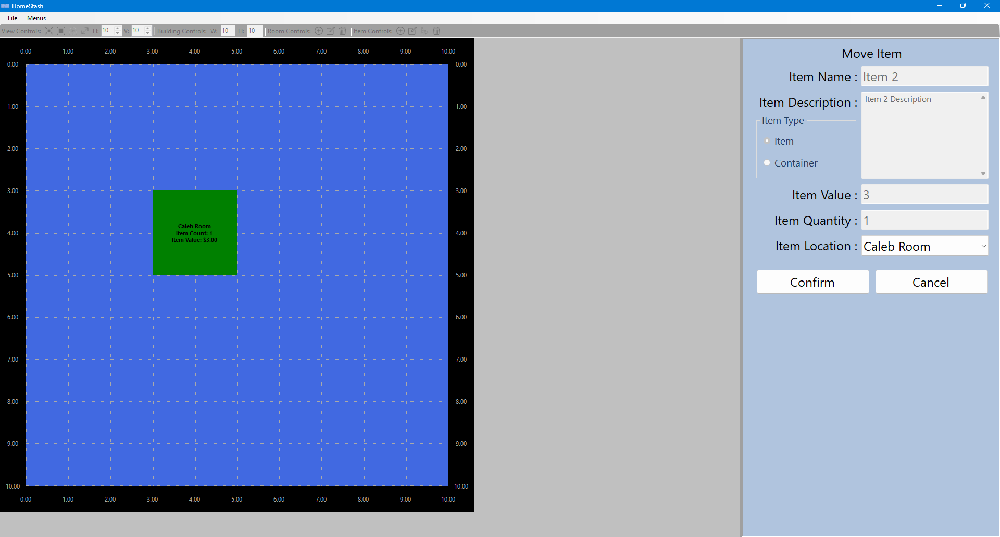 HomeStash
File Menus
View Controls: H: 10 V: 10 Building Controls: W: 10 H: 10 Room Controls: Item Controls:
0.00 1.00 2.00 3.00 4.00 5.00 6.00 7.00 8.00 9.00 10.00
0.00 0.00
1.00 1.00
2.00 2.00
3.00 3.00
Caleb Room
4.00 Item Count: 1 4.00
Item Value: $3.00
5.00 5.00
6.00 6.00
7.00 7.00
8.00 8.00
9.00 9.00
10.00 10.00
0.00 1.00 2.00 3.00 4.00 5.00 6.00 7.00 8.00 9.00 10.00
Move Item
Item Name : Item 2
Item Description : Item 2 Description
Item Type
Item
Container
Item Value : 3
Item Quantity : 1
Item Location : Caleb Room
Confirm Cancel